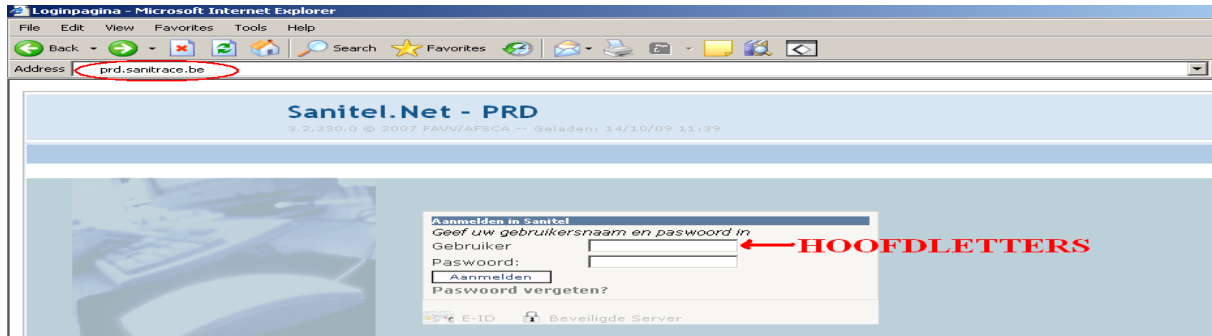 Loginpagina - Microsoft Internet Explorer
File Edit View Favorites Tools Help
Back Search Favorites
Address prd.sanitrace.be
Sanitel.Net - PRD
3.2.330.0 © 2007 FAVV/AFSCA -- Geladen: 14/10/09 11:39
Aanmelden in Sanitel
Geef uw gebruikersnaam en paswoord in
Gebruiker HOOFDLETTERS
Paswoord:
Aanmelden
Paswoord vergeten?
E-ID Beveiligde Server